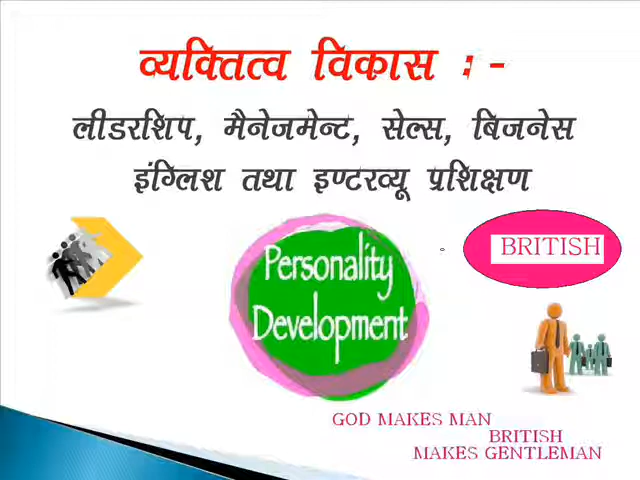 व्यक्तित्व विकास :-
लीडरशिप, मैनेजमेन्ट, सेल्स, बिजनेस
इंग्लिश तथा इण्टरव्यू प्रशिक्षण
BRITISH
Personality
Development
GOD MAKES MAN
BRITISH
MAKES GENTLEMAN